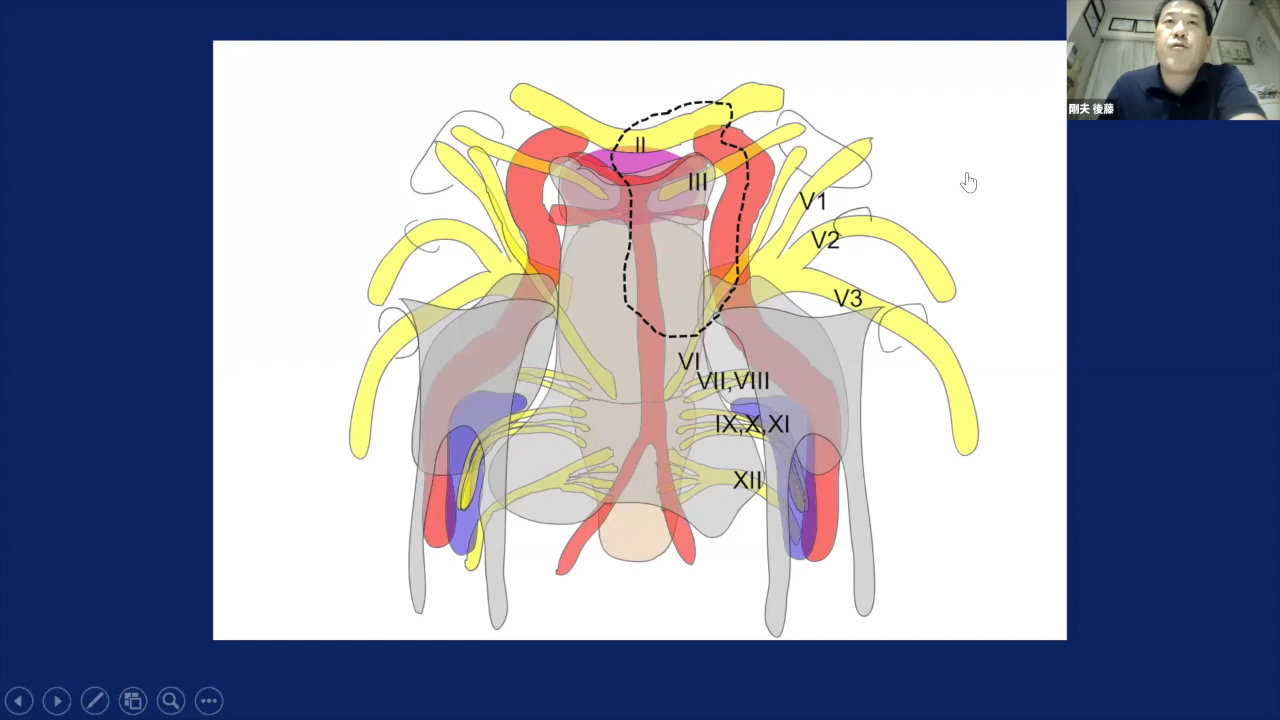 剛夫 後藤
II
III
V1
V2
V3
VI
VII,VIII
IX,X,XI
XII